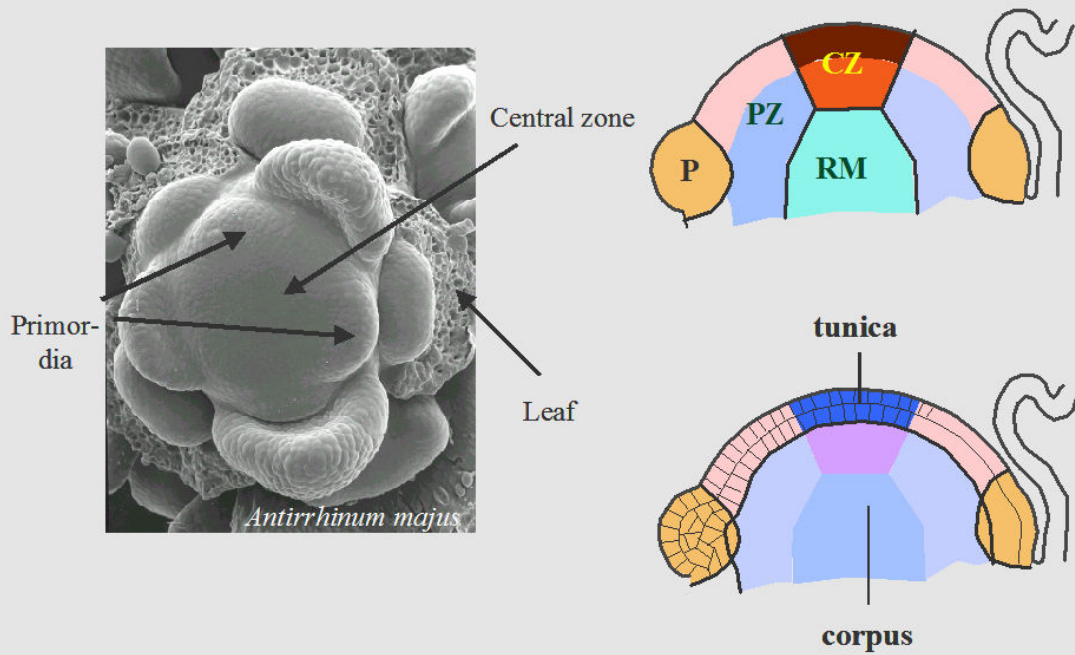 Central zone
Primor-
dia
Leaf
Antirrhinum majus
CZ
PZ
P
RM
tunica
corpus